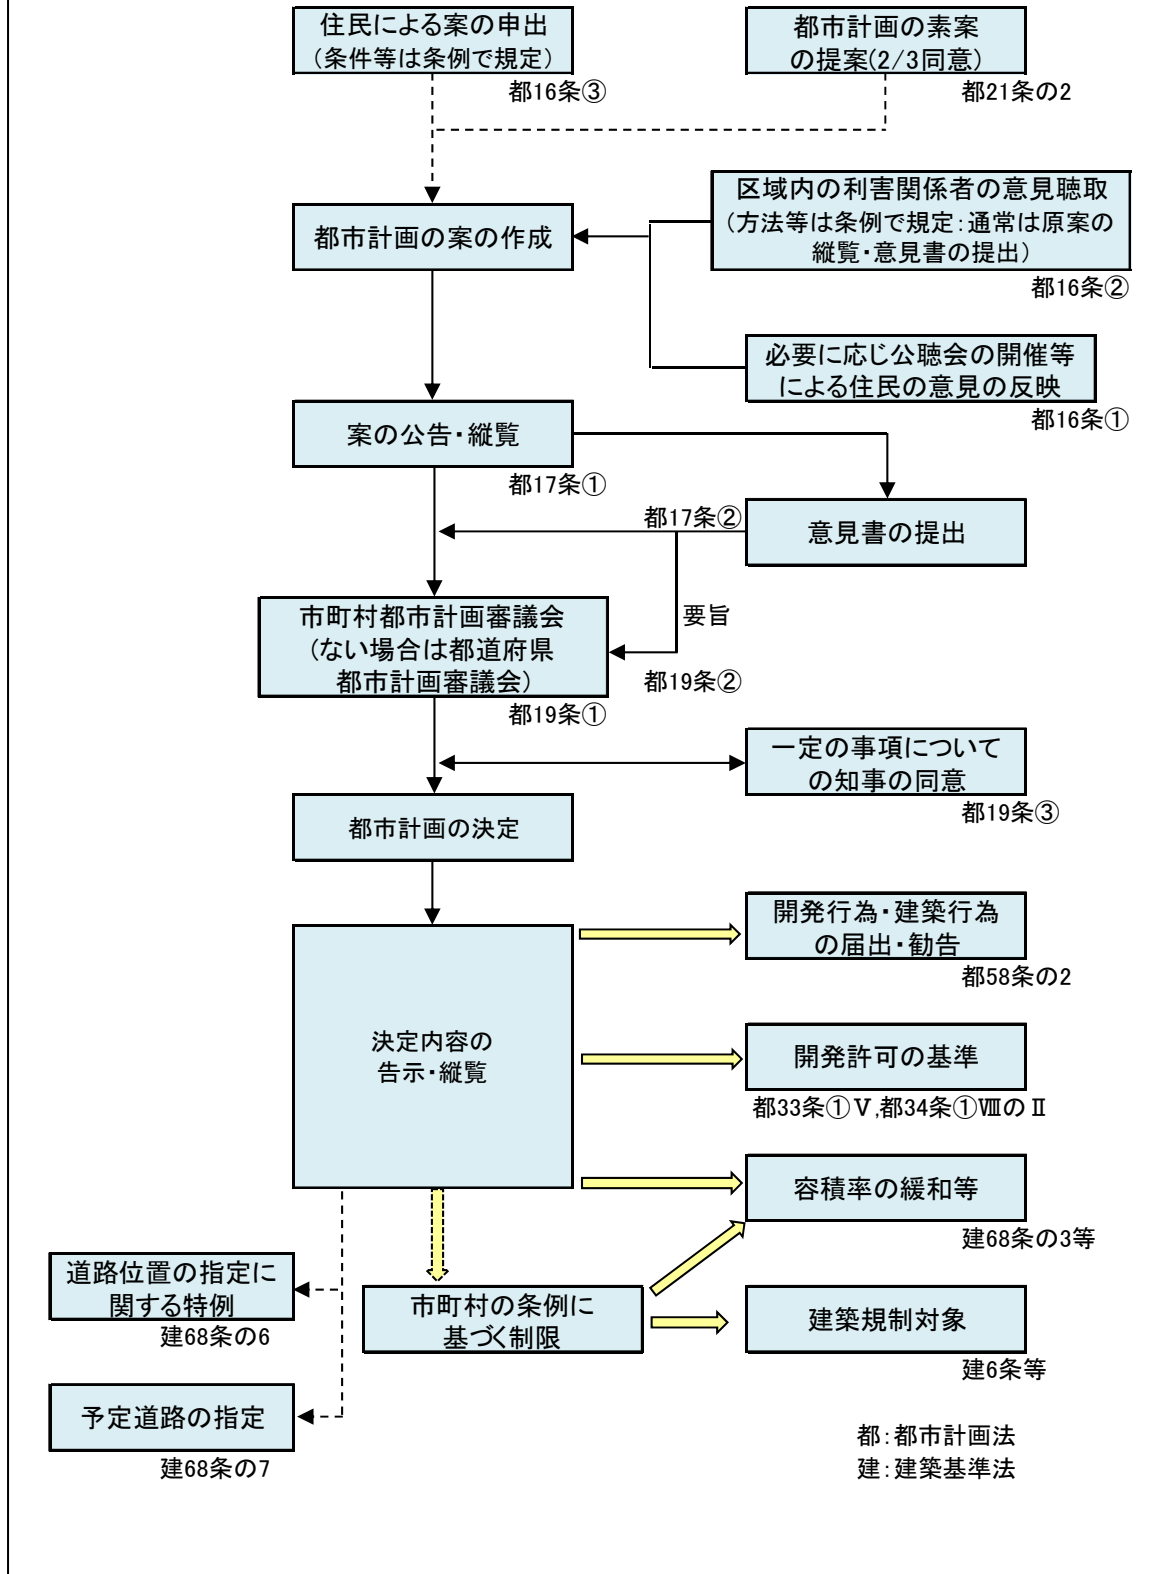 住民による案の申出
(条件等は条例で規定)
都16条③
都市計画の素案
の提案(2/3同意)
都21条の2
区域内の利害関係者の意見聴取
(方法等は条例で規定:通常は原案の
縦覧・意見書の提出)
都16条②
都市計画の案の作成
必要に応じ公聴会の開催等
による住民の意見の反映
都16条①
案の公告・縦覧
都17条①
都17条②
意見書の提出
市町村都市計画審議会
(ない場合は都道府県
都市計画審議会)
都19条①
要旨
都19条②
一定の事項について
の知事の同意
都19条③
都市計画の決定
開発行為・建築行為
の届出・勧告
都58条の2
決定内容の
告示・縦覧
開発許可の基準
都33条①Ⅴ,都34条①ⅧのⅡ
容積率の緩和等
建68条の3等
道路位置の指定に
関する特例
建68条の6
市町村の条例に
基づく制限
建築規制対象
建6条等
予定道路の指定
建68条の7
都:都市計画法
建:建築基準法